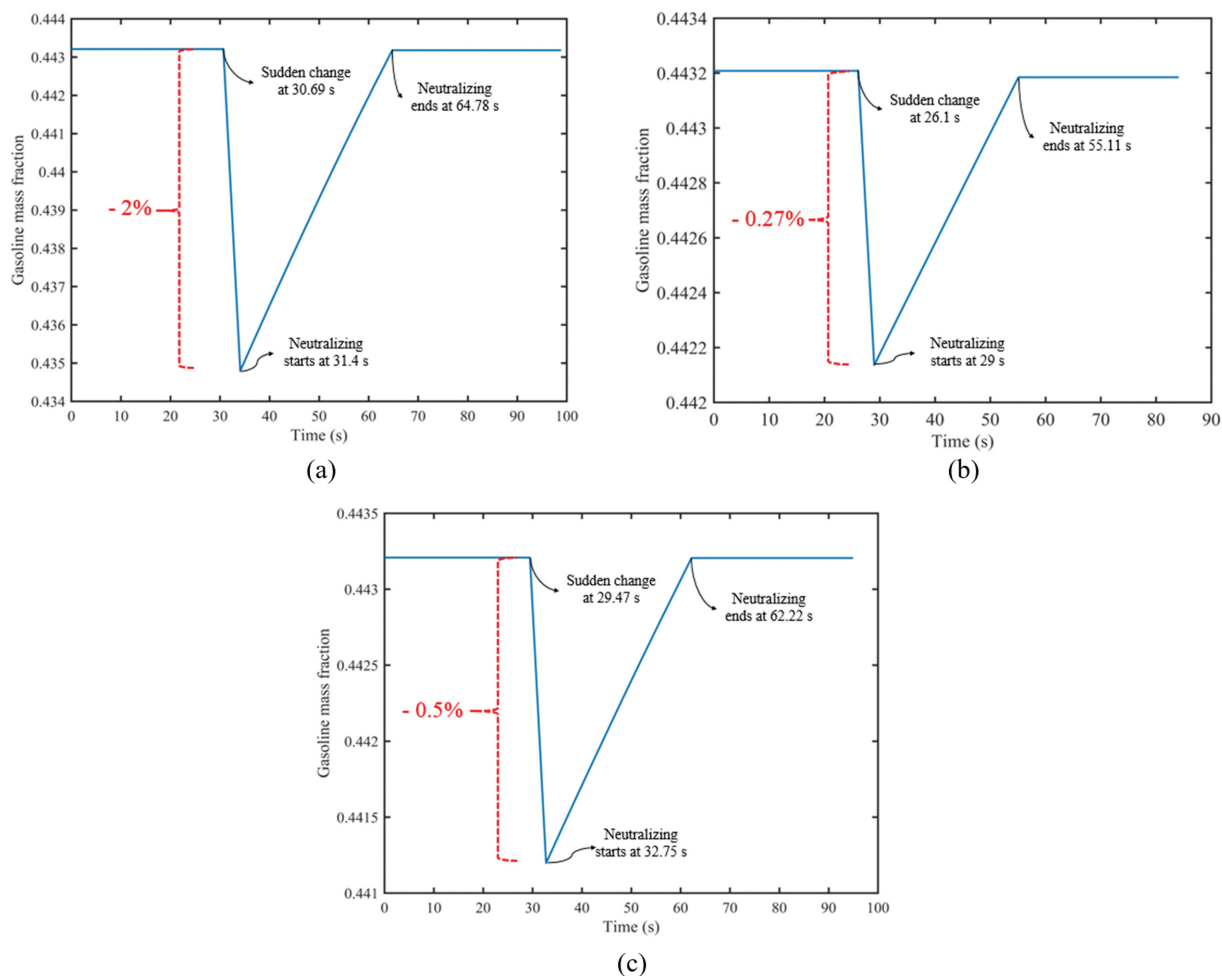 0.444
0.443
0.442
0.441
0.44
0.439
0.438
0.437
0.436
0.435
0.434
Gasoline mass fraction
Sudden change
at 30.69 s
Neutralizing
ends at 64.78 s
- 2%
Neutralizing
starts at 31.4 s
0 10 20 30 40 50 60 70 80 90 100
Time (s)
(a)
0.4434
0.4432
0.443
0.4428
0.4426
0.4424
0.4422
0.442
Gasoline mass fraction
Sudden change
at 26.1 s
Neutralizing
ends at 55.11 s
- 0.27%
Neutralizing
starts at 29 s
0 10 20 30 40 50 60 70 80 90
Time (s)
(b)
0.4435
0.443
0.4425
0.442
0.4415
0.441
Gasoline mass fraction
Sudden change
at 29.47 s
Neutralizing
ends at 62.22 s
- 0.5%
Neutralizing
starts at 32.75 s
0 10 20 30 40 50 60 70 80 90 100
Time (s)
(c)